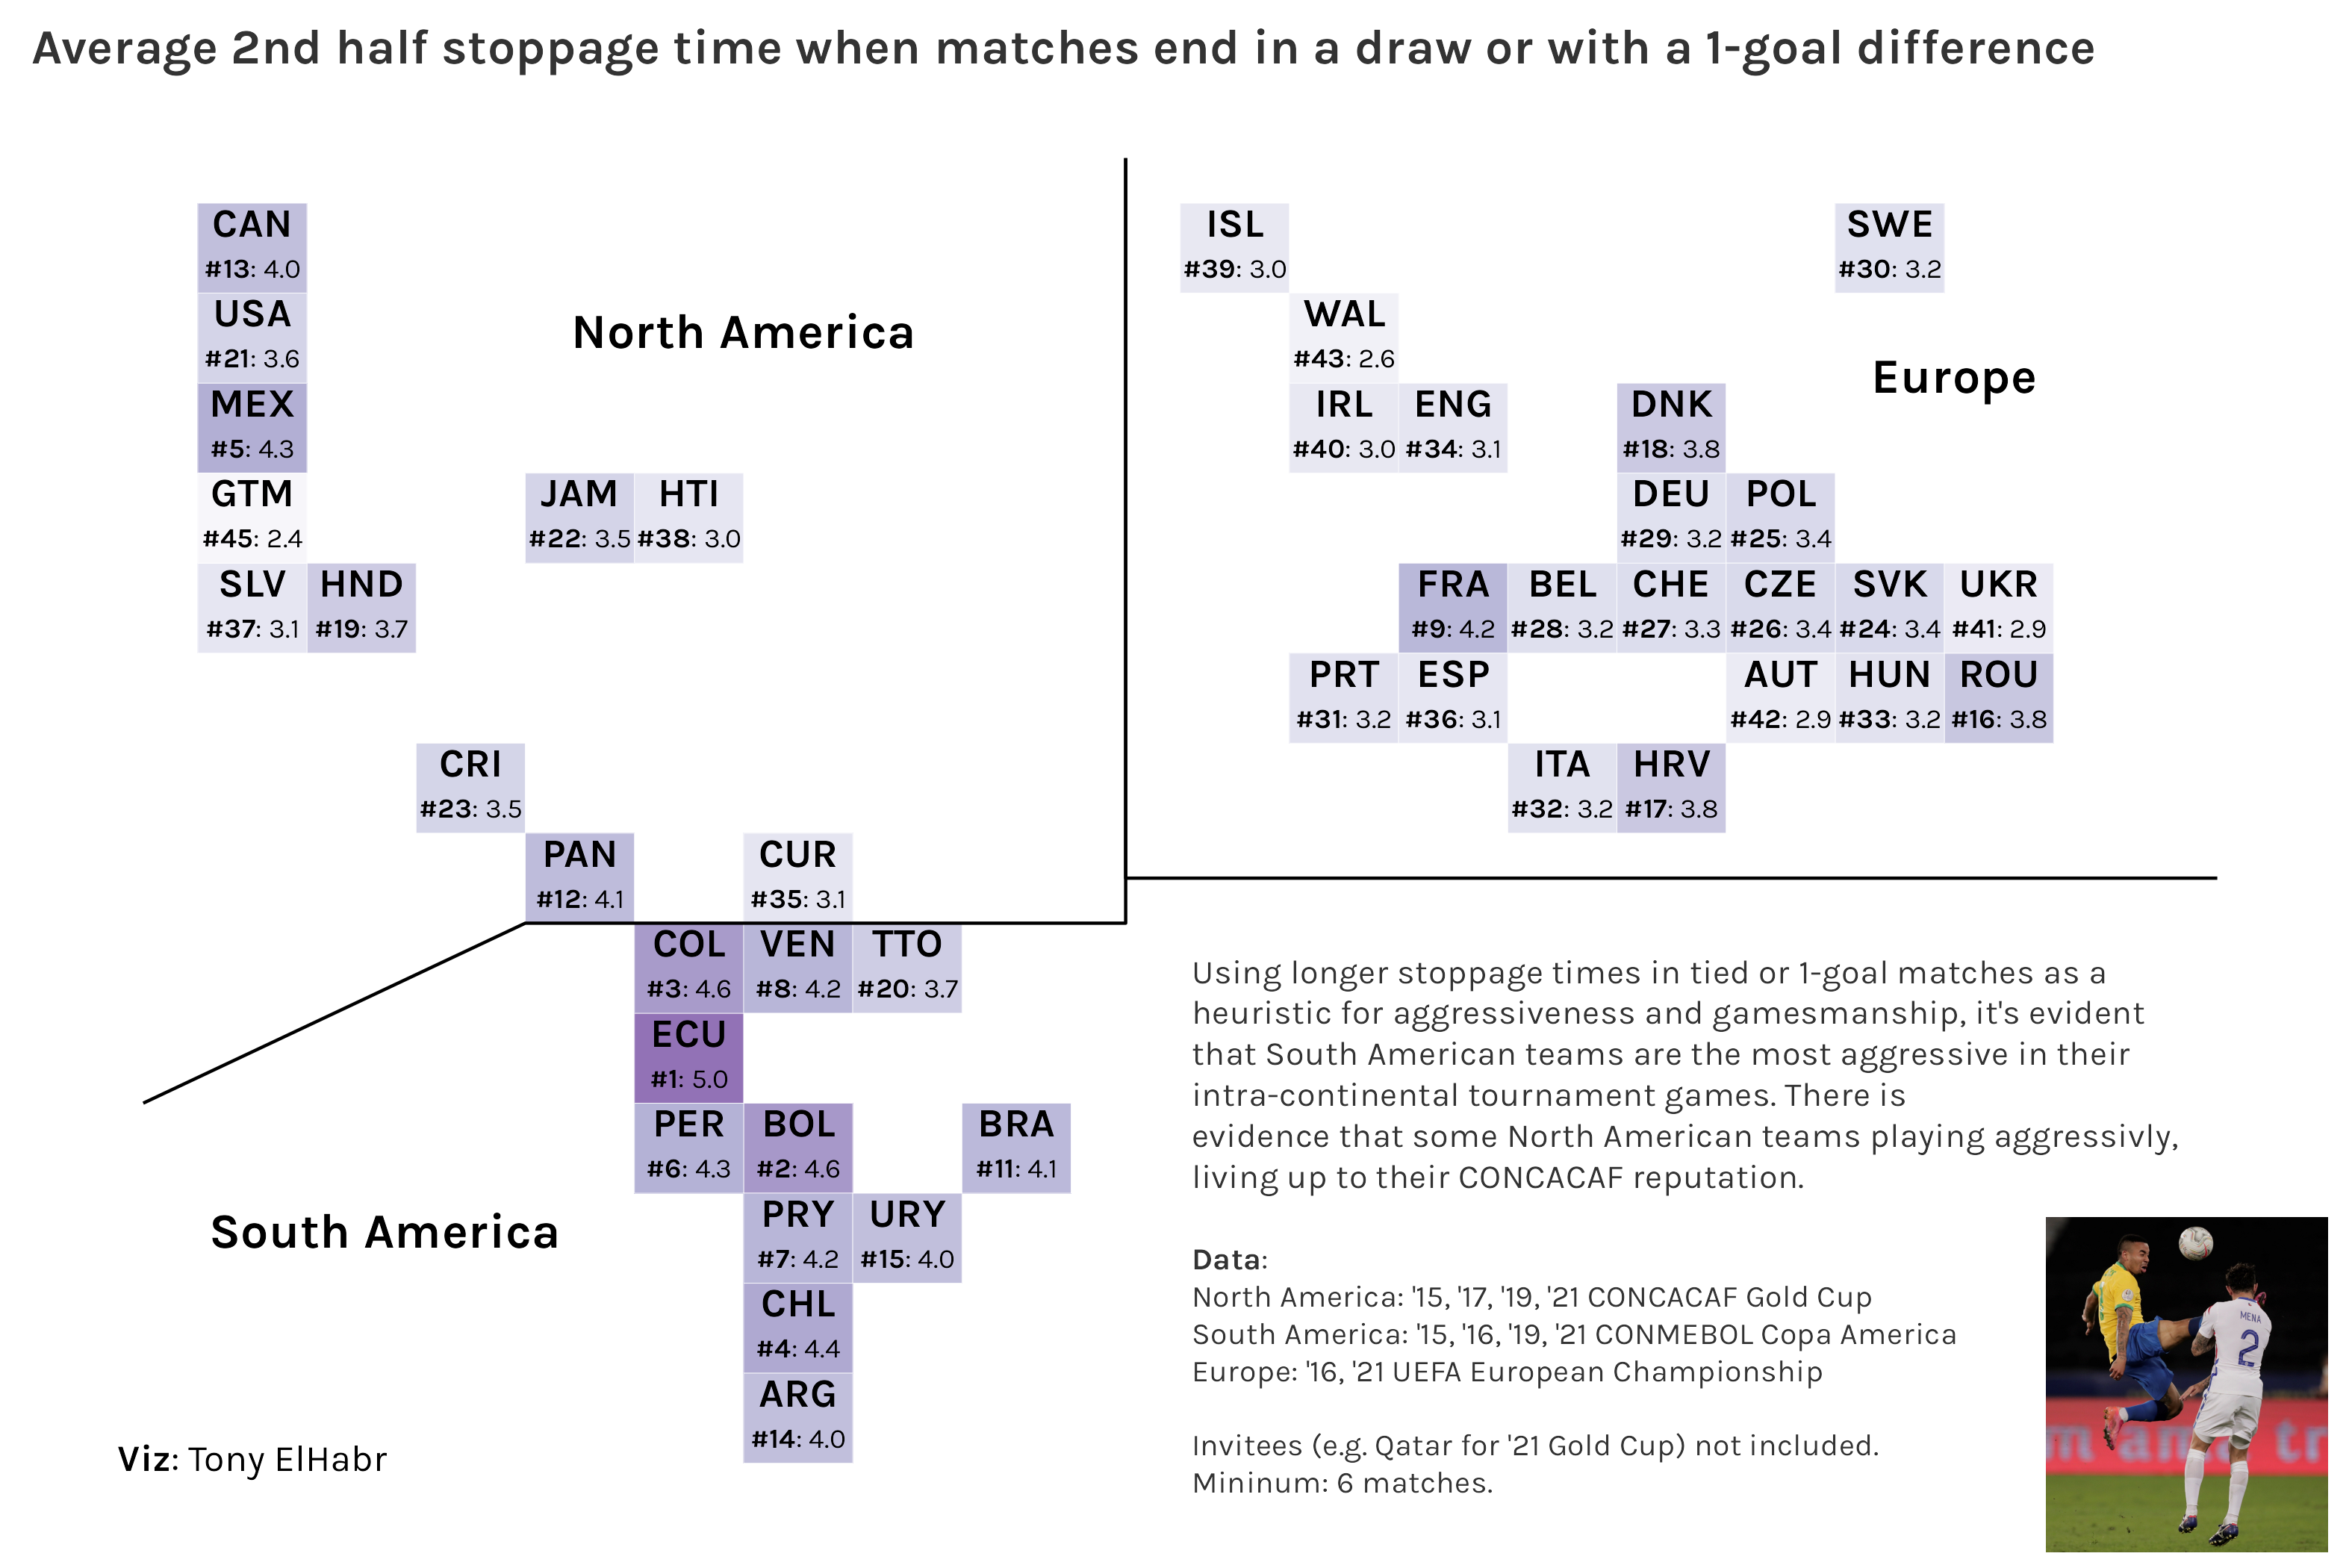 Average 2nd half stoppage time when matches end in a draw or with a 1-goal difference
North America
CAN
#13: 4.0
USA
#21: 3.6
MEX
#5: 4.3
GTM
#45: 2.4
JAM
#22: 3.5
HTI
#38: 3.0
SLV
#37: 3.1
HND
#19: 3.7
CRI
#23: 3.5
PAN
#12: 4.1
CUR
#35: 3.1
Europe
ISL
#39: 3.0
SWE
#30: 3.2
WAL
#43: 2.6
IRL
#40: 3.0
ENG
#34: 3.1
DNK
#18: 3.8
DEU
#29: 3.2
POL
#25: 3.4
FRA
#9: 4.2
BEL
#28: 3.2
CHE
#27: 3.3
CZE
#26: 3.4
SVK
#24: 3.4
UKR
#41: 2.9
PRT
#31: 3.2
ESP
#36: 3.1
AUT
#42: 2.9
HUN
#33: 3.2
ROU
#16: 3.8
ITA
#32: 3.2
HRV
#17: 3.8
South America
COL
#3: 4.6
VEN
#8: 4.2
TTO
#20: 3.7
ECU
#1: 5.0
PER
#6: 4.3
BOL
#2: 4.6
BRA
#11: 4.1
PRY
#7: 4.2
URY
#15: 4.0
CHL
#4: 4.4
ARG
#14: 4.0
Using longer stoppage times in tied or 1-goal matches as a
heuristic for aggressiveness and gamesmanship, it's evident
that South American teams are the most aggressive in their
intra-continental tournament games. There is
evidence that some North American teams playing aggressivly,
living up to their CONCACAF reputation.
Data:
North America: '15, '17, '19, '21 CONCACAF Gold Cup
South America: '15, '16, '19, '21 CONMEBOL Copa America
Europe: '16, '21 UEFA European Championship
Invitees (e.g. Qatar for '21 Gold Cup) not included.
Mininum: 6 matches.
Viz: Tony ElHabr
MENA
2